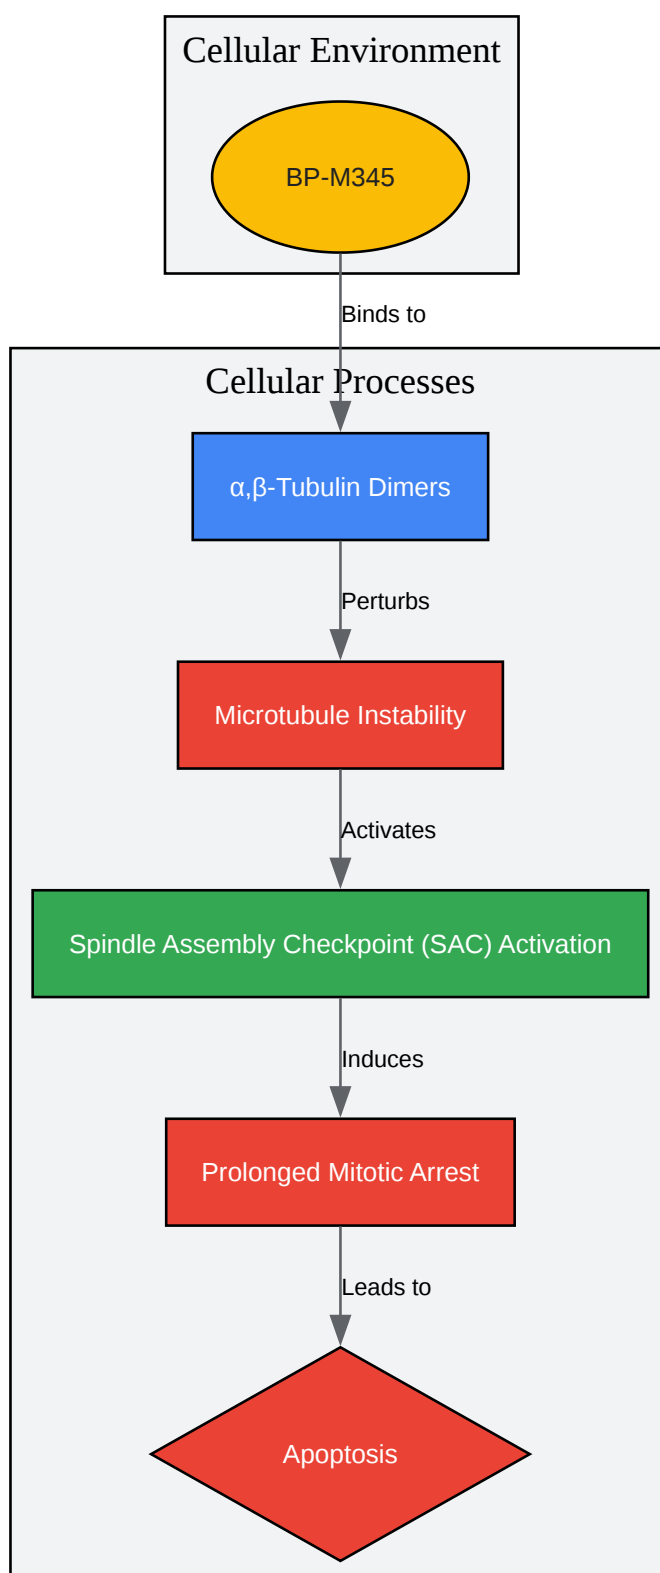 Cellular Environment
BP-M345
Binds to
Cellular Processes
α,β-Tubulin Dimers
Perturbs
Microtubule Instability
Activates
Spindle Assembly Checkpoint (SAC) Activation
Induces
Prolonged Mitotic Arrest
Leads to
Apoptosis